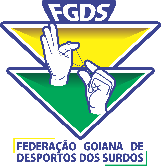 FGDS
FEDERAÇÃO GOIANA DE
DESPORTOS DOS SURDOS